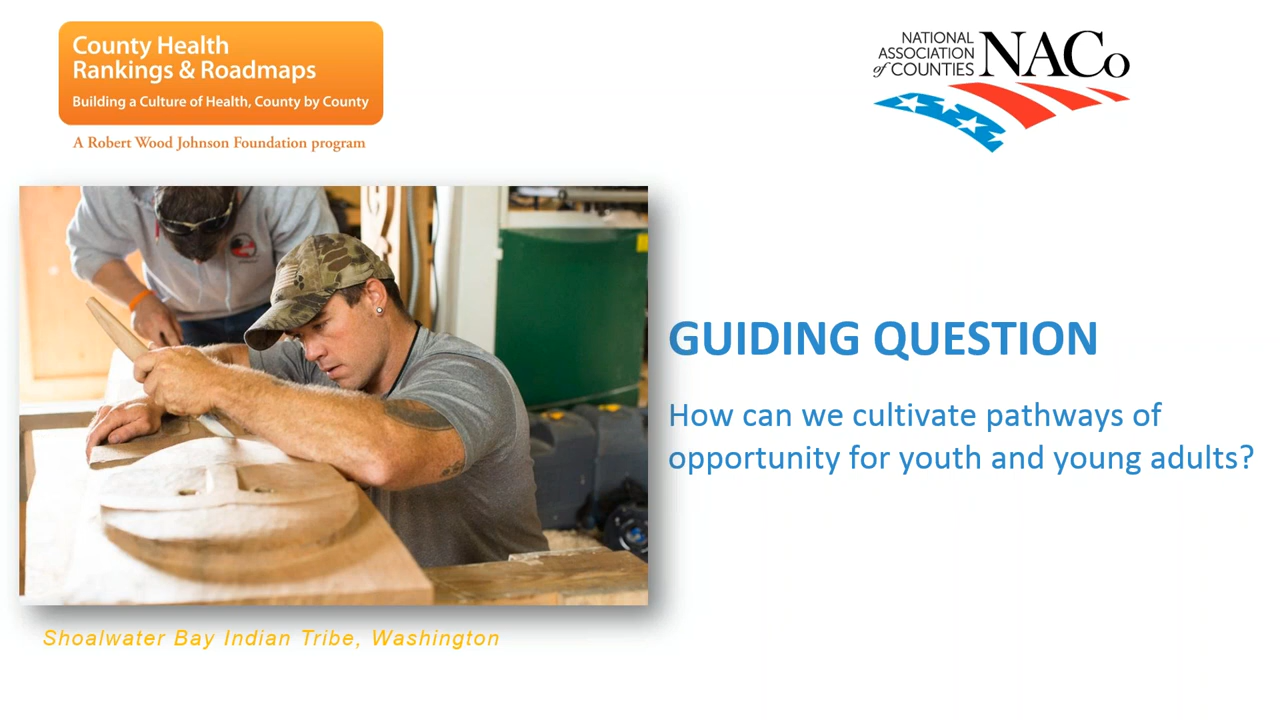 County Health
Rankings & Roadmaps
Building a Culture of Health, County by County
A Robert Wood Johnson Foundation program
NATIONAL
ASSOCIATION
of COUNTIES
NACo
GUIDING QUESTION
How can we cultivate pathways of
opportunity for youth and young adults?
Shoalwater Bay Indian Tribe, Washington